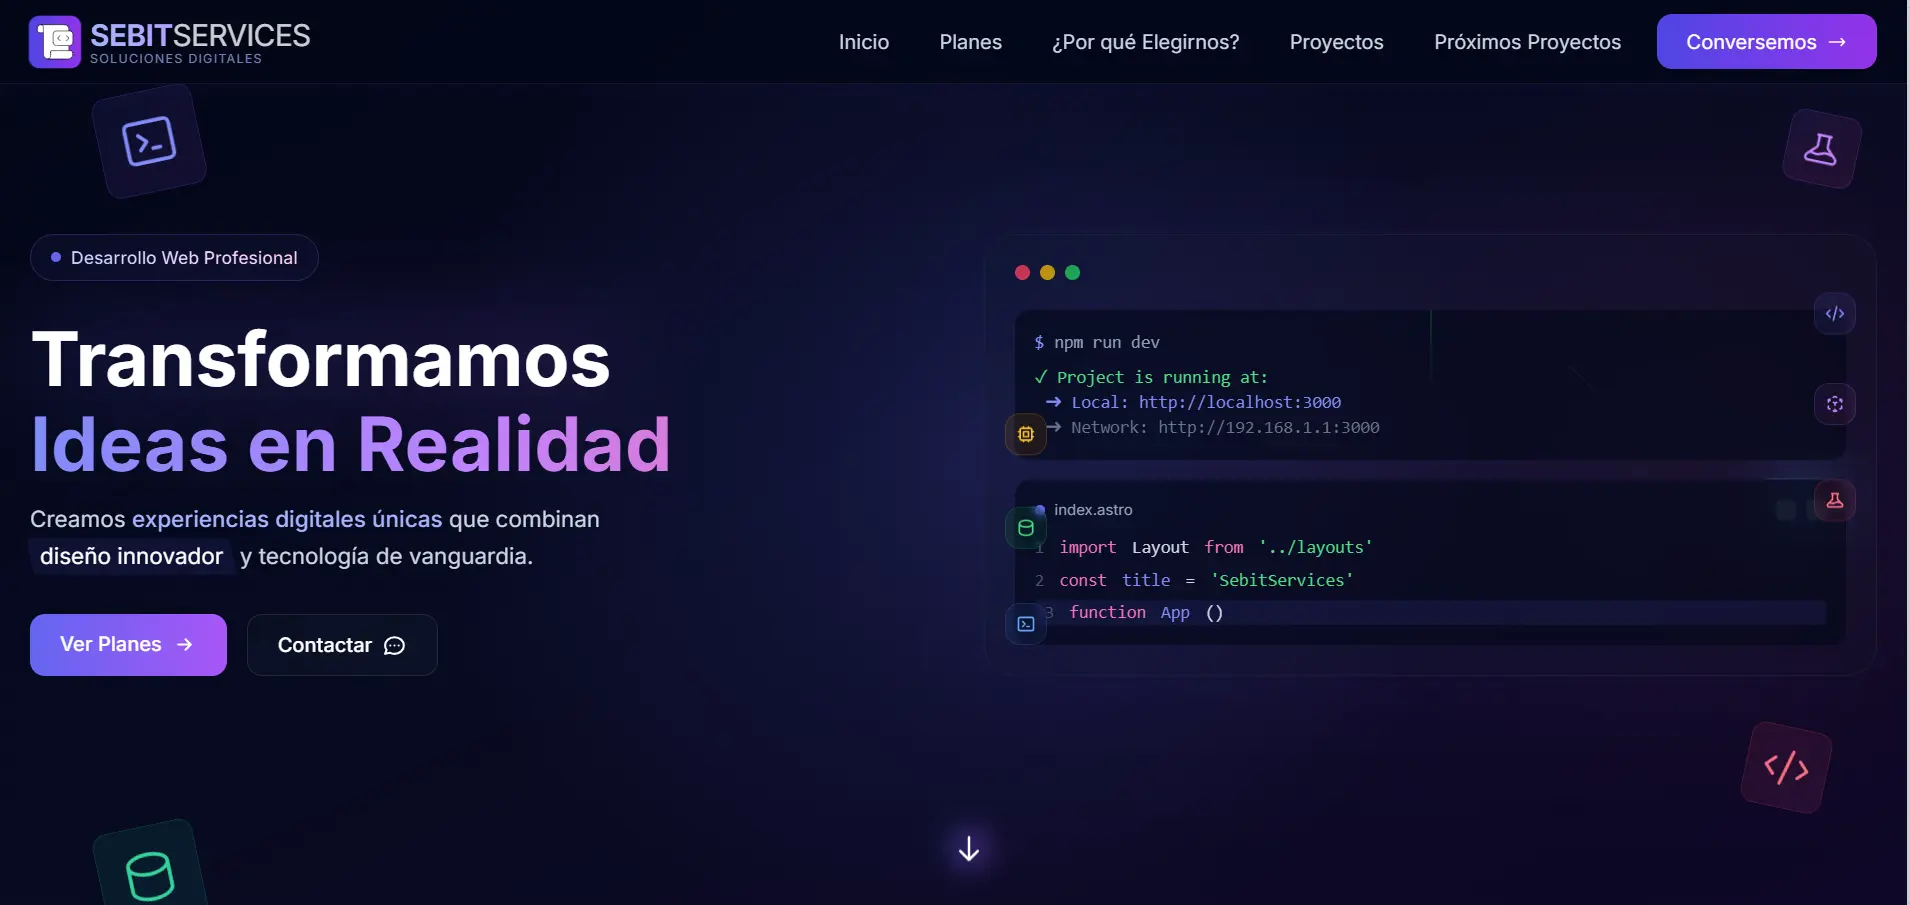 SEBITSERVICES
SOLUCIONES DIGITALES
Inicio
Planes
¿Por qué Elegirnos?
Proyectos
Próximos Proyectos
Conversemos →
Desarrollo Web Profesional
Transformamos
Ideas en Realidad
Creamos experiencias digitales únicas que combinan
diseño innovador y tecnología de vanguardia.
Ver Planes →
Contactar
$ npm run dev
✓ Project is running at:
→ Local: http://localhost:3000
→ Network: http://192.168.1.1:3000
index.astro
1 import Layout from '../layouts'
2 const title = 'SebitServices'
3 function App ()